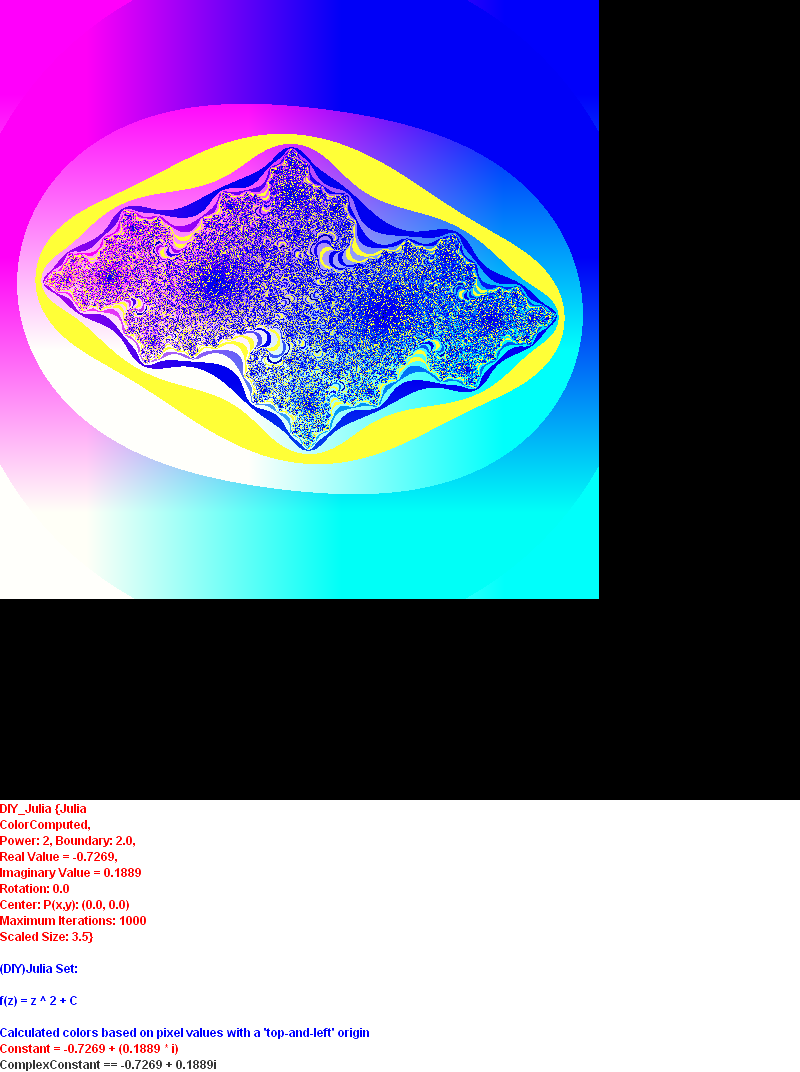 DIY_Julia {Julia
ColorComputed,
Power: 2, Boundary: 2.0,
Real Value = -0.7269,
Imaginary Value = 0.1889
Rotation: 0.0
Center: P(x,y): (0.0, 0.0)
Maximum Iterations: 1000
Scaled Size: 3.5}
(DIY)Julia Set:
f(z) = z ^ 2 + C
Calculated colors based on pixel values with a 'top-and-left' origin
Constant = -0.7269 + (0.1889 * i)
ComplexConstant == -0.7269 + 0.1889i